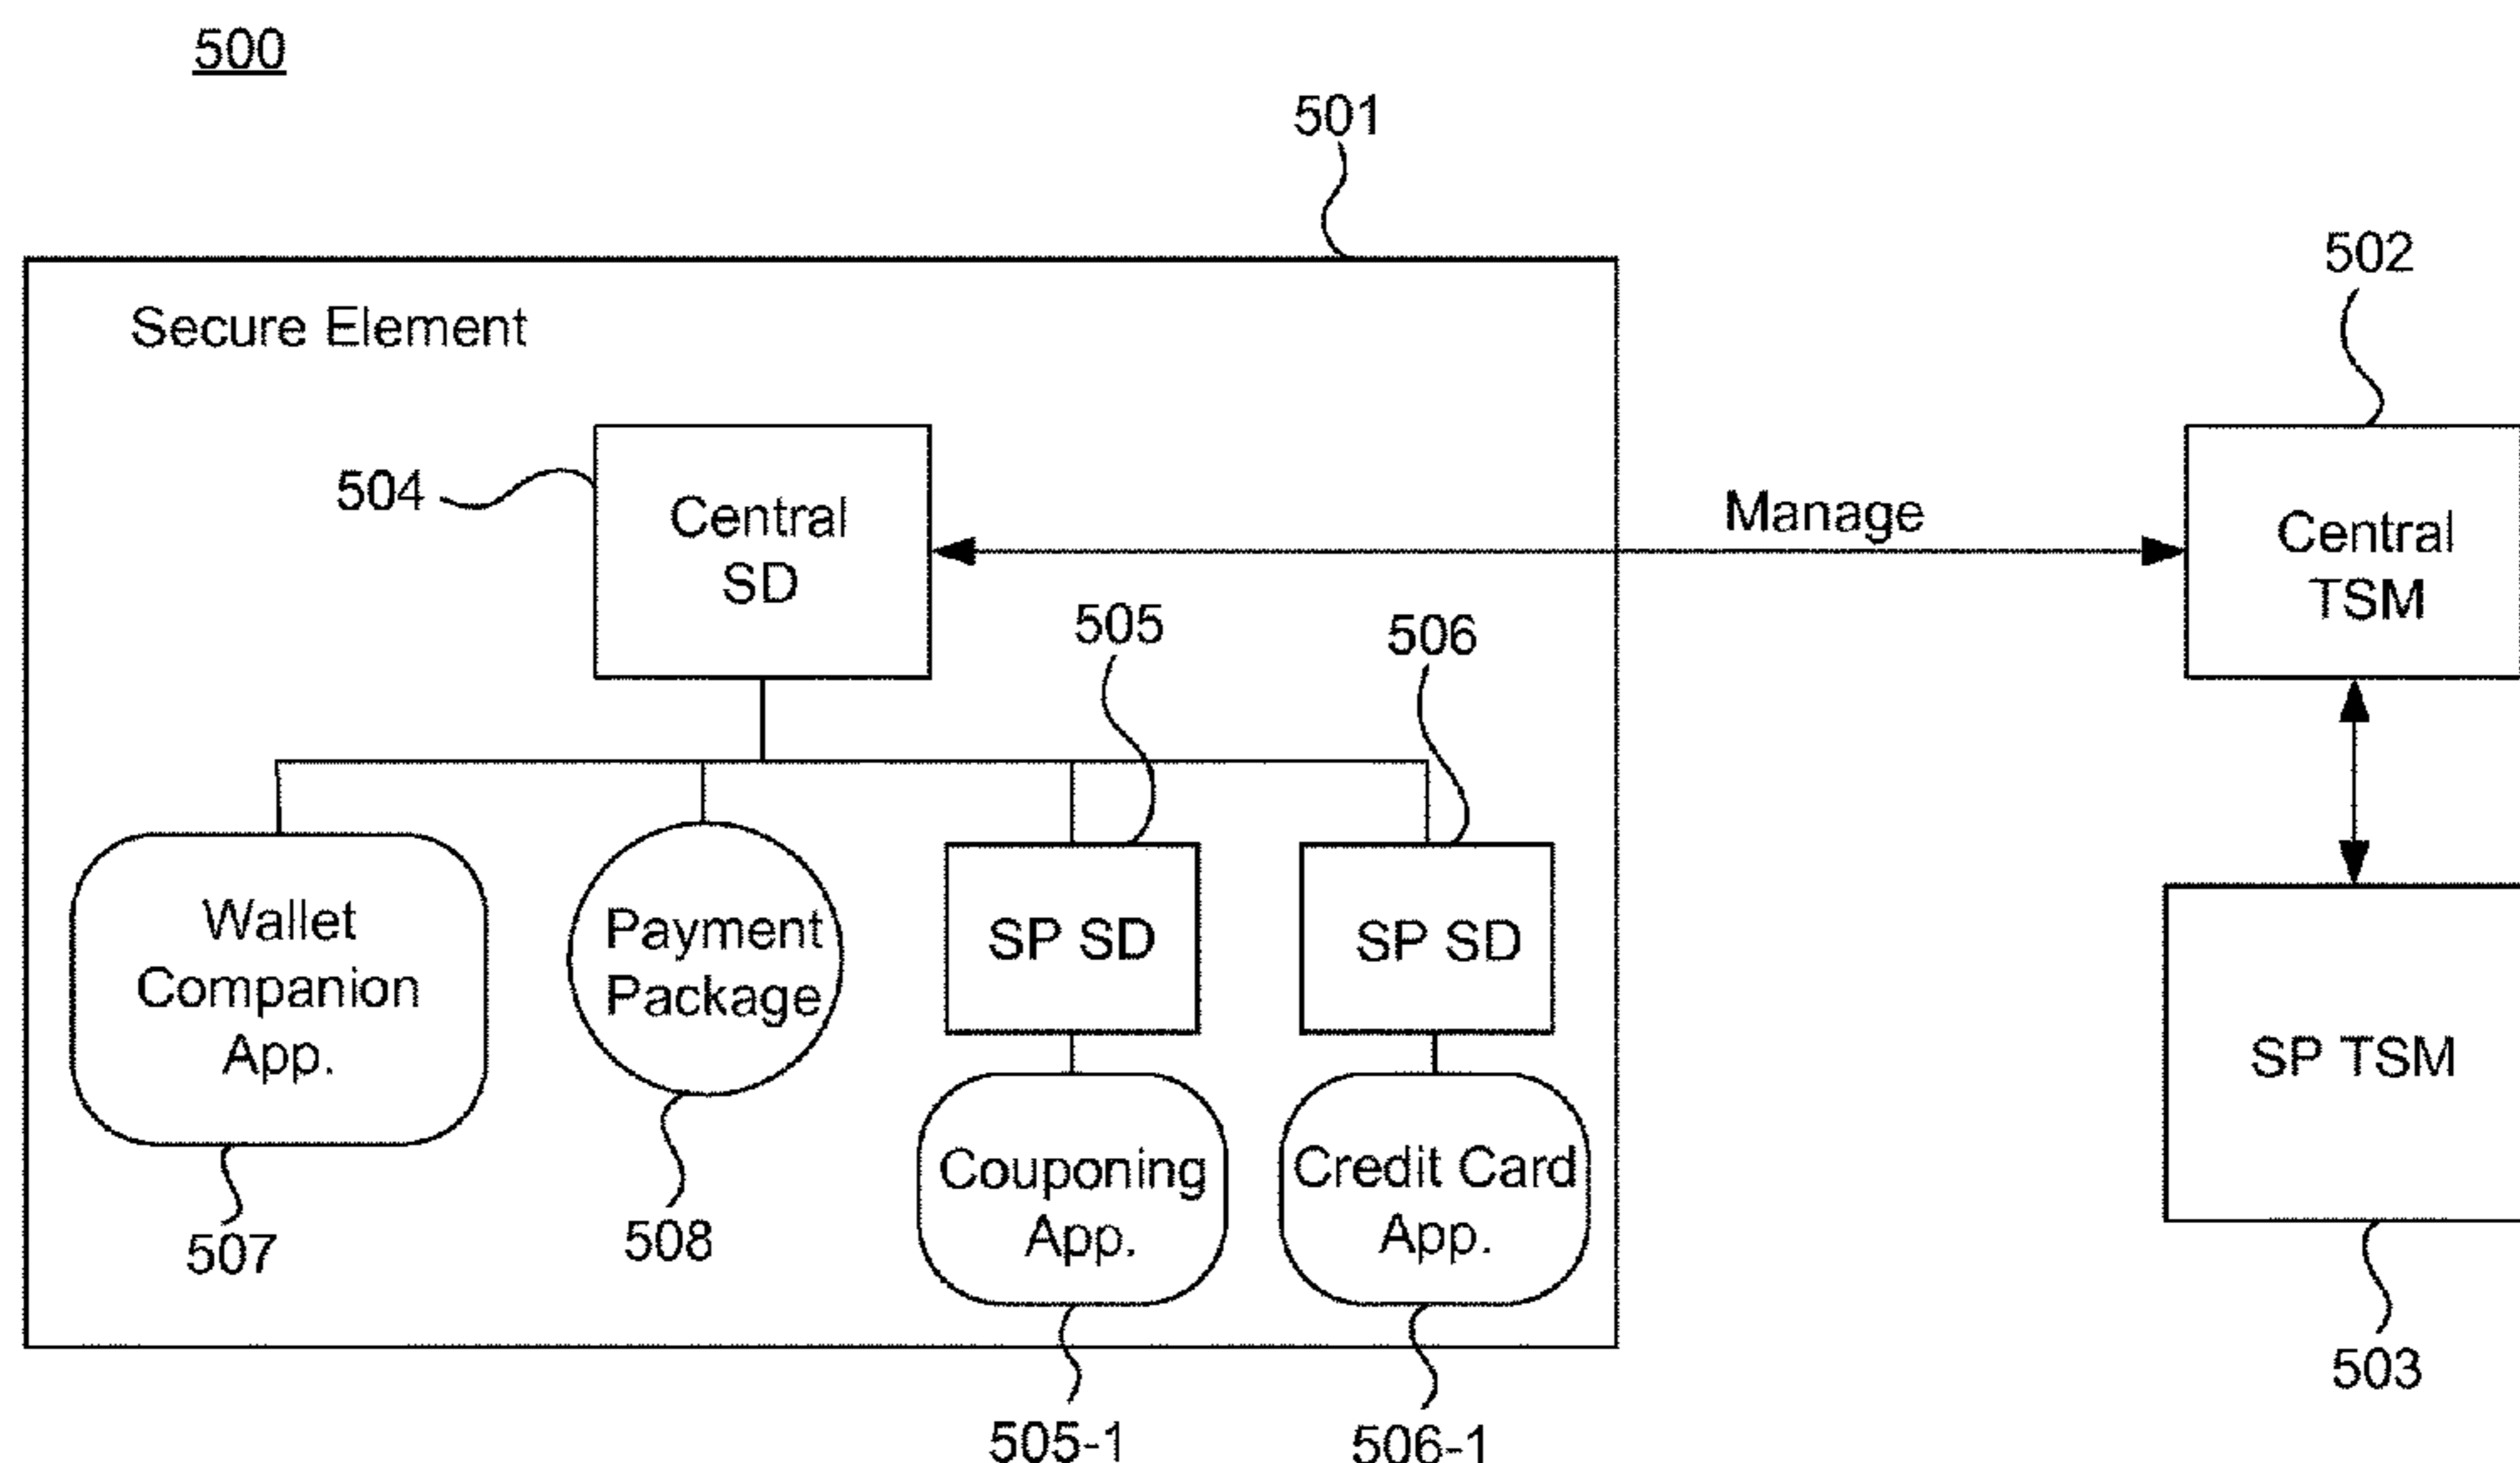 500
501
502
Secure Element
504
Central
SD
Manage
Central
TSM
505
506
Wallet
Companion
App.
Payment
Package
SP SD
SP SD
SP TSM
Couponing
App.
Credit Card
App.
507
508
503
505-1
506-1